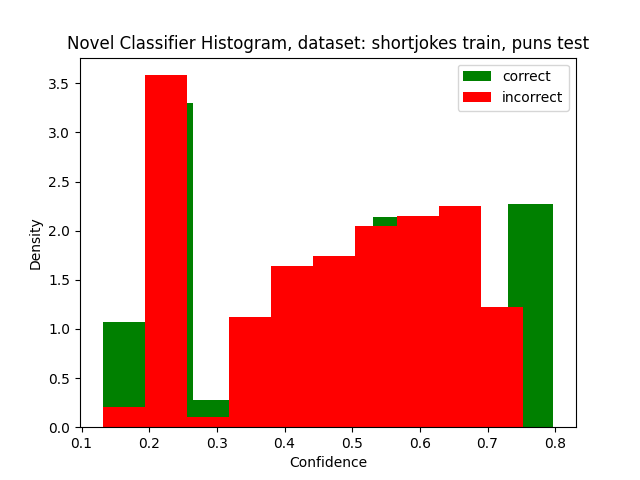 Novel Classifier Histogram, dataset: shortjokes train, puns test
correct
incorrect
3.5
3.0
2.5
2.0
1.5
1.0
0.5
0.0
Density
0.1 0.2 0.3 0.4 0.5 0.6 0.7 0.8
Confidence